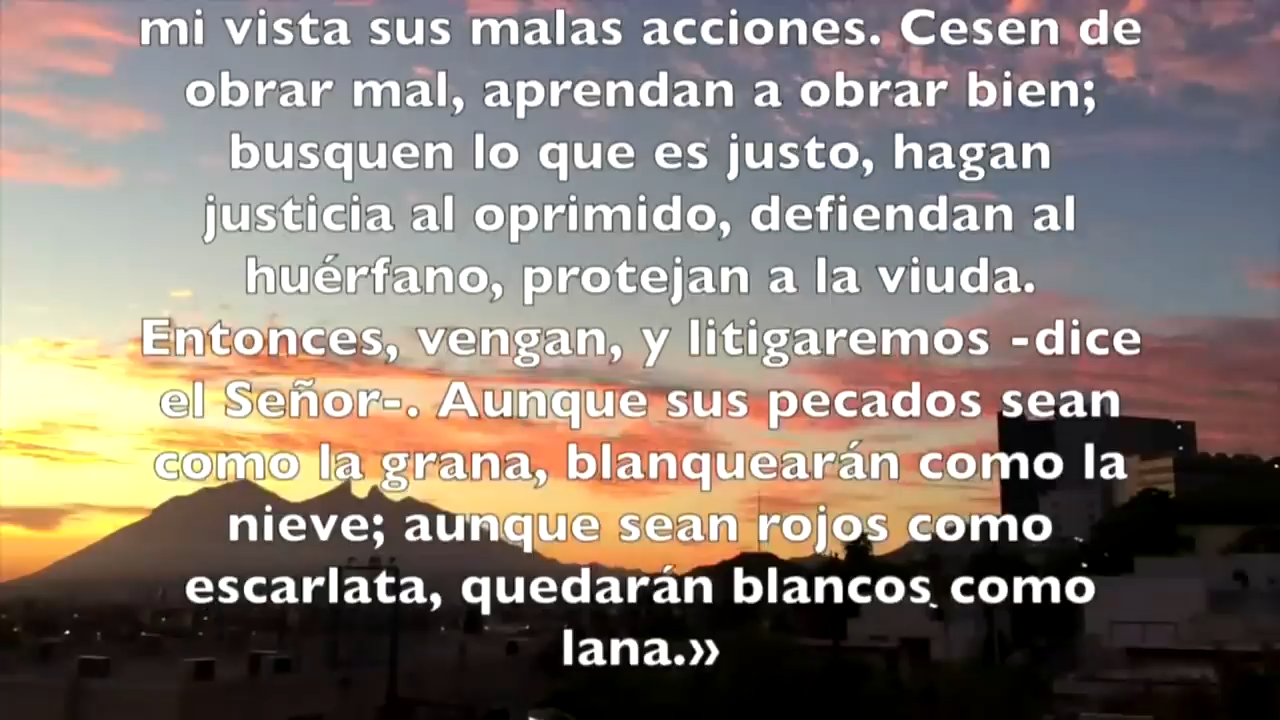 mi vista sus malas acciones. Cesen de
obrar mal, aprendan a obrar bien;
busquen lo que es justo, hagan
justicia al oprimido, defiendan al
huérfano, protejan a la viuda.
Entonces, vengan, y litigaremos -dice
el Señor-. Aunque sus pecados sean
como la grana, blanquearán como la
nieve; aunque sean rojos como
escarlata, quedarán blancos como
lana.»